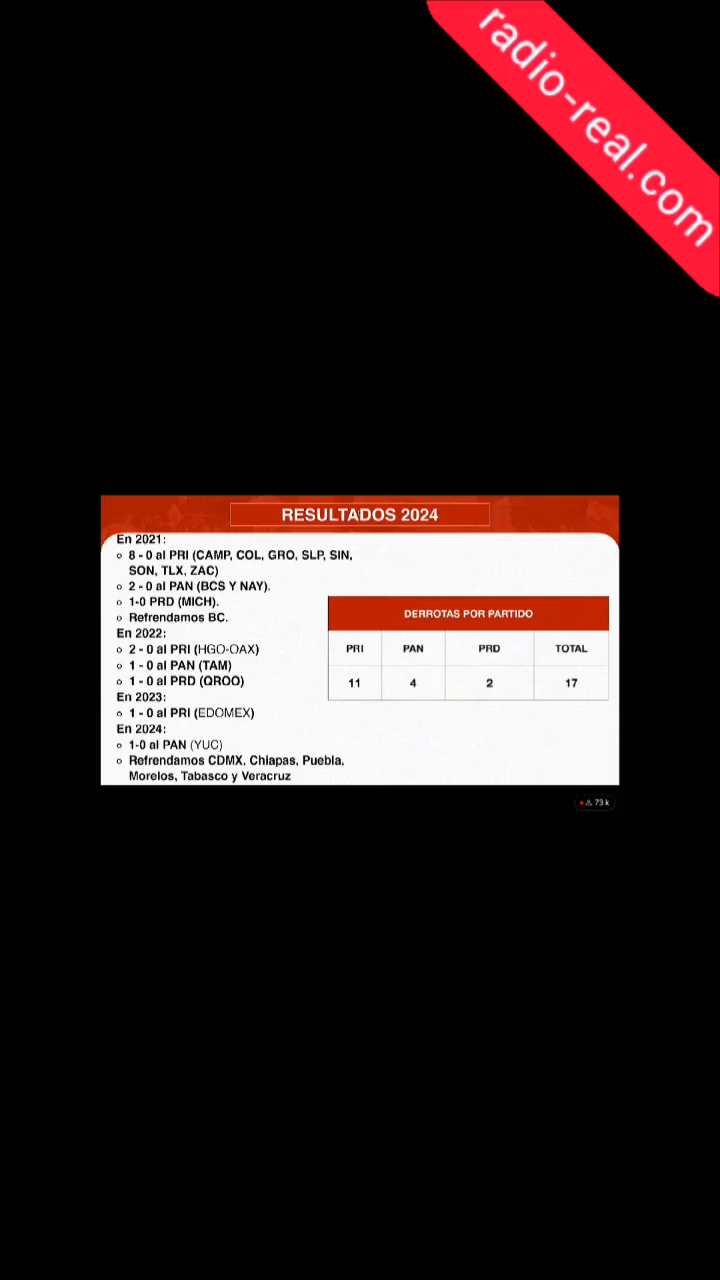 radio-real.com
RESULTADOS 2024
En 2021:
o 8 - 0 al PRI (CAMP, COL, GRO, SLP, SIN,
SON, TLX, ZAC)
o 2 - 0 al PAN (BCS Y NAY).
o 1-0 PRD (MICH).
o Refrendamos BC.
En 2022:
o 2 - 0 al PRI (HGO-OAX)
o 1 - 0 al PAN (TAM)
o 1 - 0 al PRD (QROO)
En 2023:
o 1 - 0 al PRI (EDOMEX)
En 2024:
o 1-0 al PAN (YUC)
o Refrendamos CDMX, Chiapas, Puebla,
Morelos, Tabasco y Veracruz
DERROTAS POR PARTIDO
PRI PAN PRD TOTAL
11 4 2 17
73 k